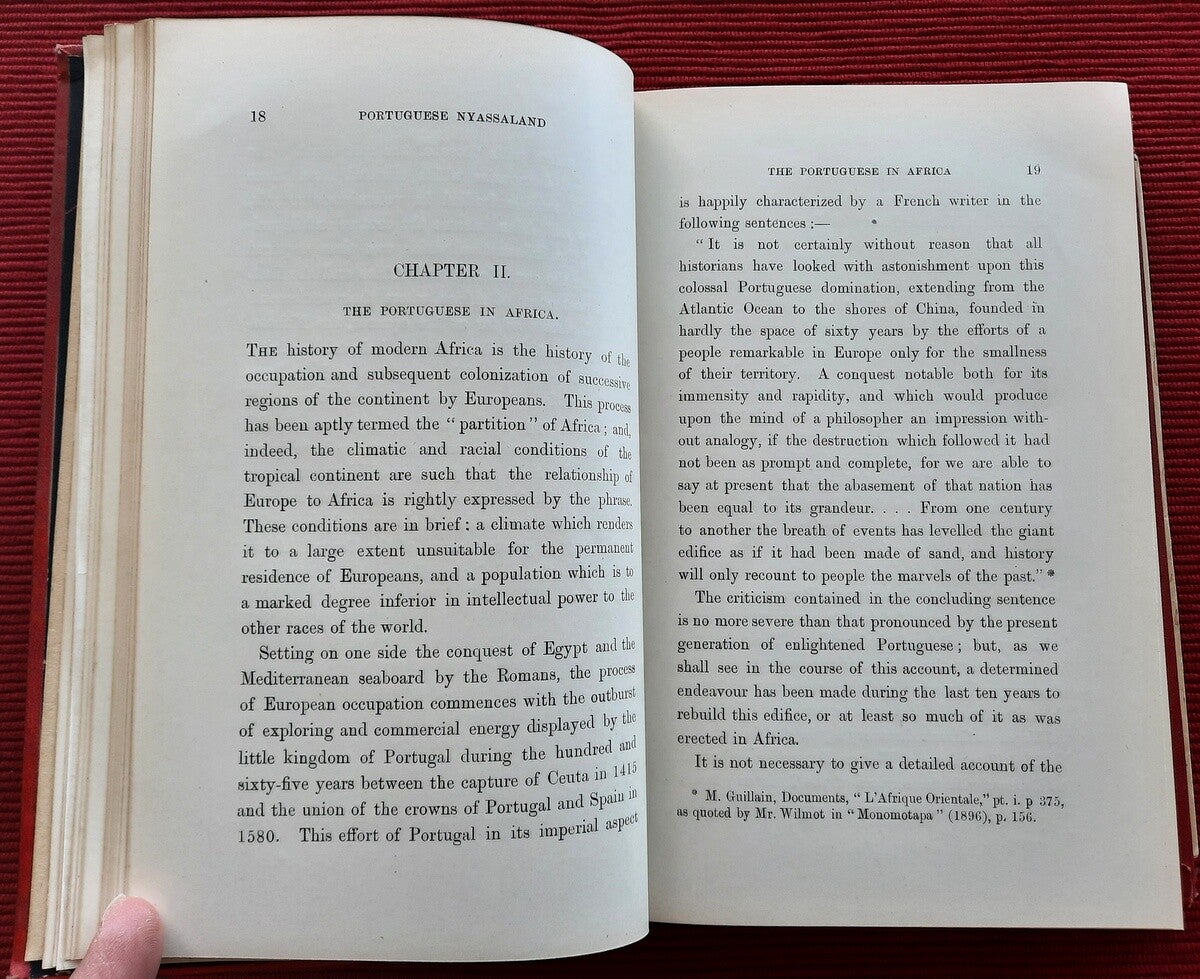 18 PORTUGUESE NYASSALAND
CHAPTER II.
THE PORTUGUESE IN AFRICA.
THE history of modern Africa is the history of the
occupation and subsequent colonization of successive
regions of the continent by Europeans. This process
has been aptly termed the "partition" of Africa; and,
indeed, the climatic and racial conditions of the
tropical continent are such that the relationship of
Europe to Africa is rightly expressed by the phrase.
These conditions are in brief: a climate which renders
it to a large extent unsuitable for the permanent
residence of Europeans, and a population which is to
a marked degree inferior in intellectual power to the
other races of the world.
Setting on one side the conquest of Egypt and the
Mediterranean seaboard by the Romans, the process
of European occupation commences with the outburst
of exploring and commercial energy displayed by the
little kingdom of Portugal during the hundred and
sixty-five years between the capture of Ceuta in 1415
and the union of the crowns of Portugal and Spain in
1580. This effort of Portugal in its imperial aspect
THE PORTUGUESE IN AFRICA 19
is happily characterized by a French writer in the
following sentences :—
"It is not certainly without reason that all
historians have looked with astonishment upon this
colossal Portuguese domination, extending from the
Atlantic Ocean to the shores of China, founded in
hardly the space of sixty years by the efforts of a
people remarkable in Europe only for the smallness
of their territory. A conquest notable both for its
immensity and rapidity, and which would produce
upon the mind of a philosopher an impression with-
out analogy, if the destruction which followed it had
not been as prompt and complete, for we are able to
say at present that the abasement of that nation has
been equal to its grandeur. . . . From one century
to another the breath of events has levelled the giant
edifice as if it had been made of sand, and history
will only recount to people the marvels of the past." *
The criticism contained in the concluding sentence
is no more severe than that pronounced by the present
generation of enlightened Portuguese; but, as we
shall see in the course of this account, a determined
endeavour has been made during the last ten years to
rebuild this edifice, or at least so much of it as was
erected in Africa.
It is not necessary to give a detailed account of the
* M. Guillain, Documents, "L'Afrique Orientale," pt. i. p 375,
as quoted by Mr. Wilmot in "Monomotapa" (1896), p. 156.